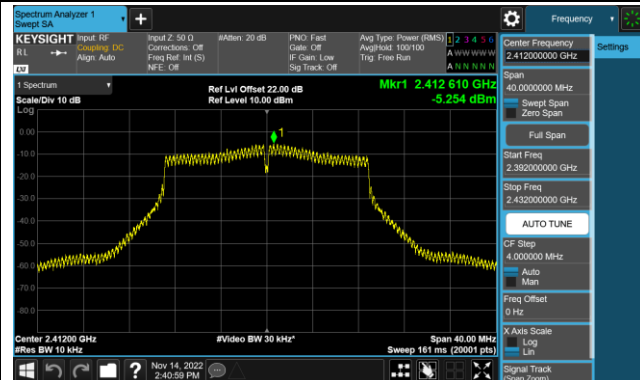 Spectrum Analyzer 1
Swept SA
+
Frequency
KEYSIGHT
RL
Input: RF
Coupling: DC
Align: Auto
Input Z: 50 Ω
Corrections: Off
Freq Ref: Int (S)
NFE: Off
#Atten: 20 dB
PNO: Fast
Gate: Off
IF Gain: Low
Sig Track: Off
Avg Type: Power (RMS)
Avg|Hold: 100/100
Trig: Free Run
1 2 3 4 5 6
A W W W W W
A N N N N N
LXI
1 Spectrum
Scale/Div 10 dB
Ref Lvl Offset 22.00 dB
Ref Level 10.00 dBm
Mkr1 2.412 610 GHz
-5.254 dBm
Log
1
0.00
-10.0
-20.0
-30.0
-40.0
-50.0
-60.0
-70.0
-80.0
Center 2.41200 GHz
#Res BW 10 kHz
#Video BW 30 kHz*
Span 40.00 MHz
Sweep 161 ms (20001 pts)
Nov 14, 2022
2:40:59 PM
Center Frequency
2.412000000 GHz
Settings
Span
40.0000000 MHz
Swept Span
Zero Span
Full Span
Start Freq
2.392000000 GHz
Stop Freq
2.432000000 GHz
AUTO TUNE
CF Step
4.000000 MHz
Auto
Man
Freq Offset
0 Hz
X Axis Scale
Log
Lin
Signal Track
(Span Zoom)